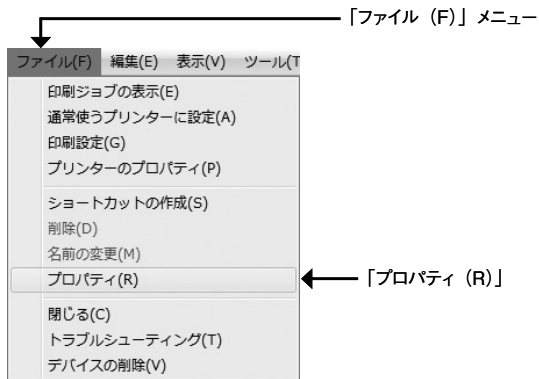 「ファイル（F）」メニュー
ファイル(F) 編集(E) 表示(V) ツール(T
印刷ジョブの表示(E)
通常使うプリンターに設定(A)
印刷設定(G)
プリンターのプロパティ(P)
ショートカットの作成(S)
削除(D)
名前の変更(M)
プロパティ(R)
「プロパティ（R）」
閉じる(C)
トラブルシューティング(T)
デバイスの削除(V)